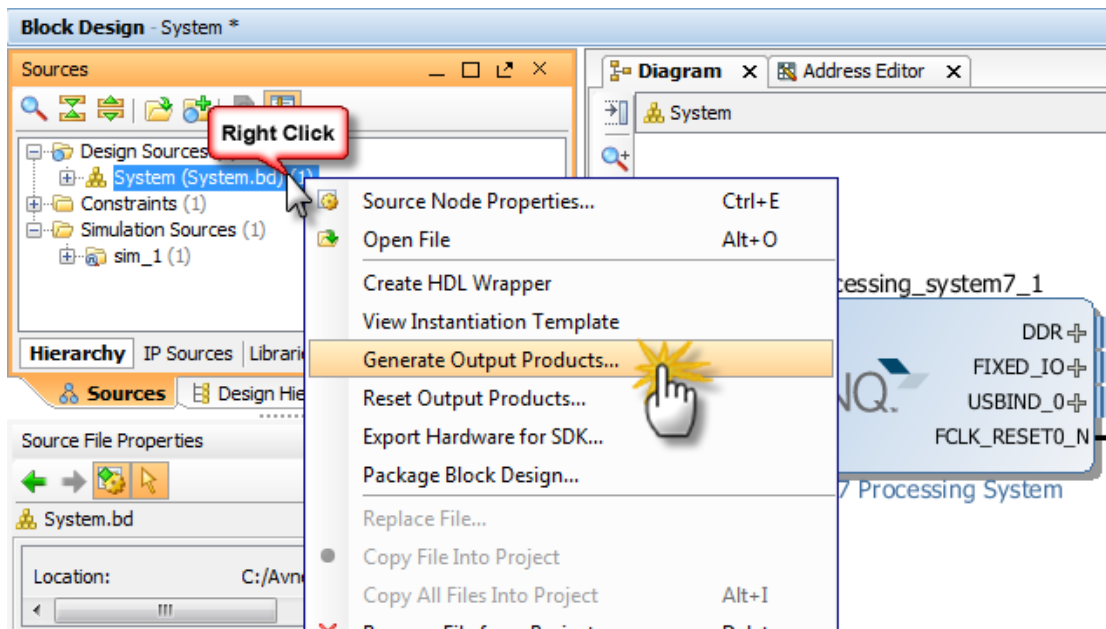 Block Design - System *
Sources
Diagram
Address Editor
System
Right Click
Design Sources
System (System.bd) (1)
Constraints (1)
Simulation Sources (1)
sim_1 (1)
Hierarchy IP Sources
Sources
Source Node Properties... Ctrl+E
Open File Alt+O
Create HDL Wrapper
View Instantiation Template
Generate Output Products...
Reset Output Products...
Export Hardware for SDK...
Package Block Design...
Replace File...
Copy File Into Project
Copy All Files Into Project Alt+I
cessing_system7_1
DDR
FIXED_IO
USBIND_0
FCLK_RESET0_N
NQ.
7 Processing System
Source File Properties
System.bd
Location: C:/Avn